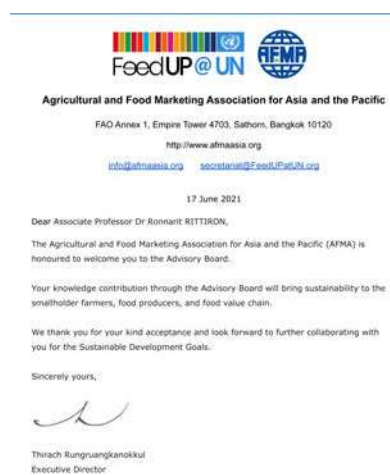 FeedUP@UN
AFMA
Agricultural and Food Marketing Association for Asia and the Pacific
FAO Annex 1, Empire Tower 4703, Sathorn, Bangkok 10120
http://www.afmaasia.org
info@afmaasia.org secretariat@FeedUPatUN.org
17 June 2021
Dear Associate Professor Dr Ronnarit RITTIRON,
The Agricultural and Food Marketing Association for Asia and the Pacific (AFMA) is
honoured to welcome you to the Advisory Board.
Your knowledge contribution through the Advisory Board will bring sustainability to the
smallholder farmers, food producers, and food value chain.
We thank you for your kind acceptance and look forward to further collaborating with
you for the Sustainable Development Goals.
Sincerely yours,
Thirach Rungruangkanokkul
Executive Director